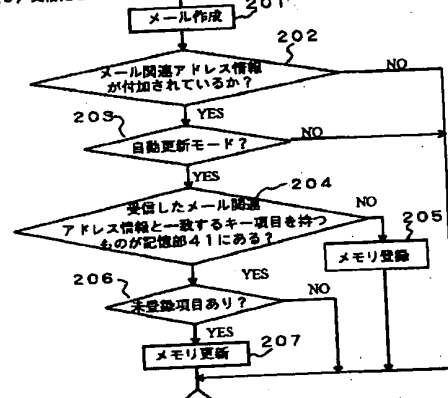 201
メール作成
202
メール関連アドレス情報
が付加されているか?
NO
YES
203
自動更新モード?
NO
YES
204
受信したメール関連
アドレス情報と一致するキー項目を持つ
ものが記憶部41にある?
NO
205
メモリ登録
YES
206
未登録項目あり?
NO
YES
メモリ更新
207